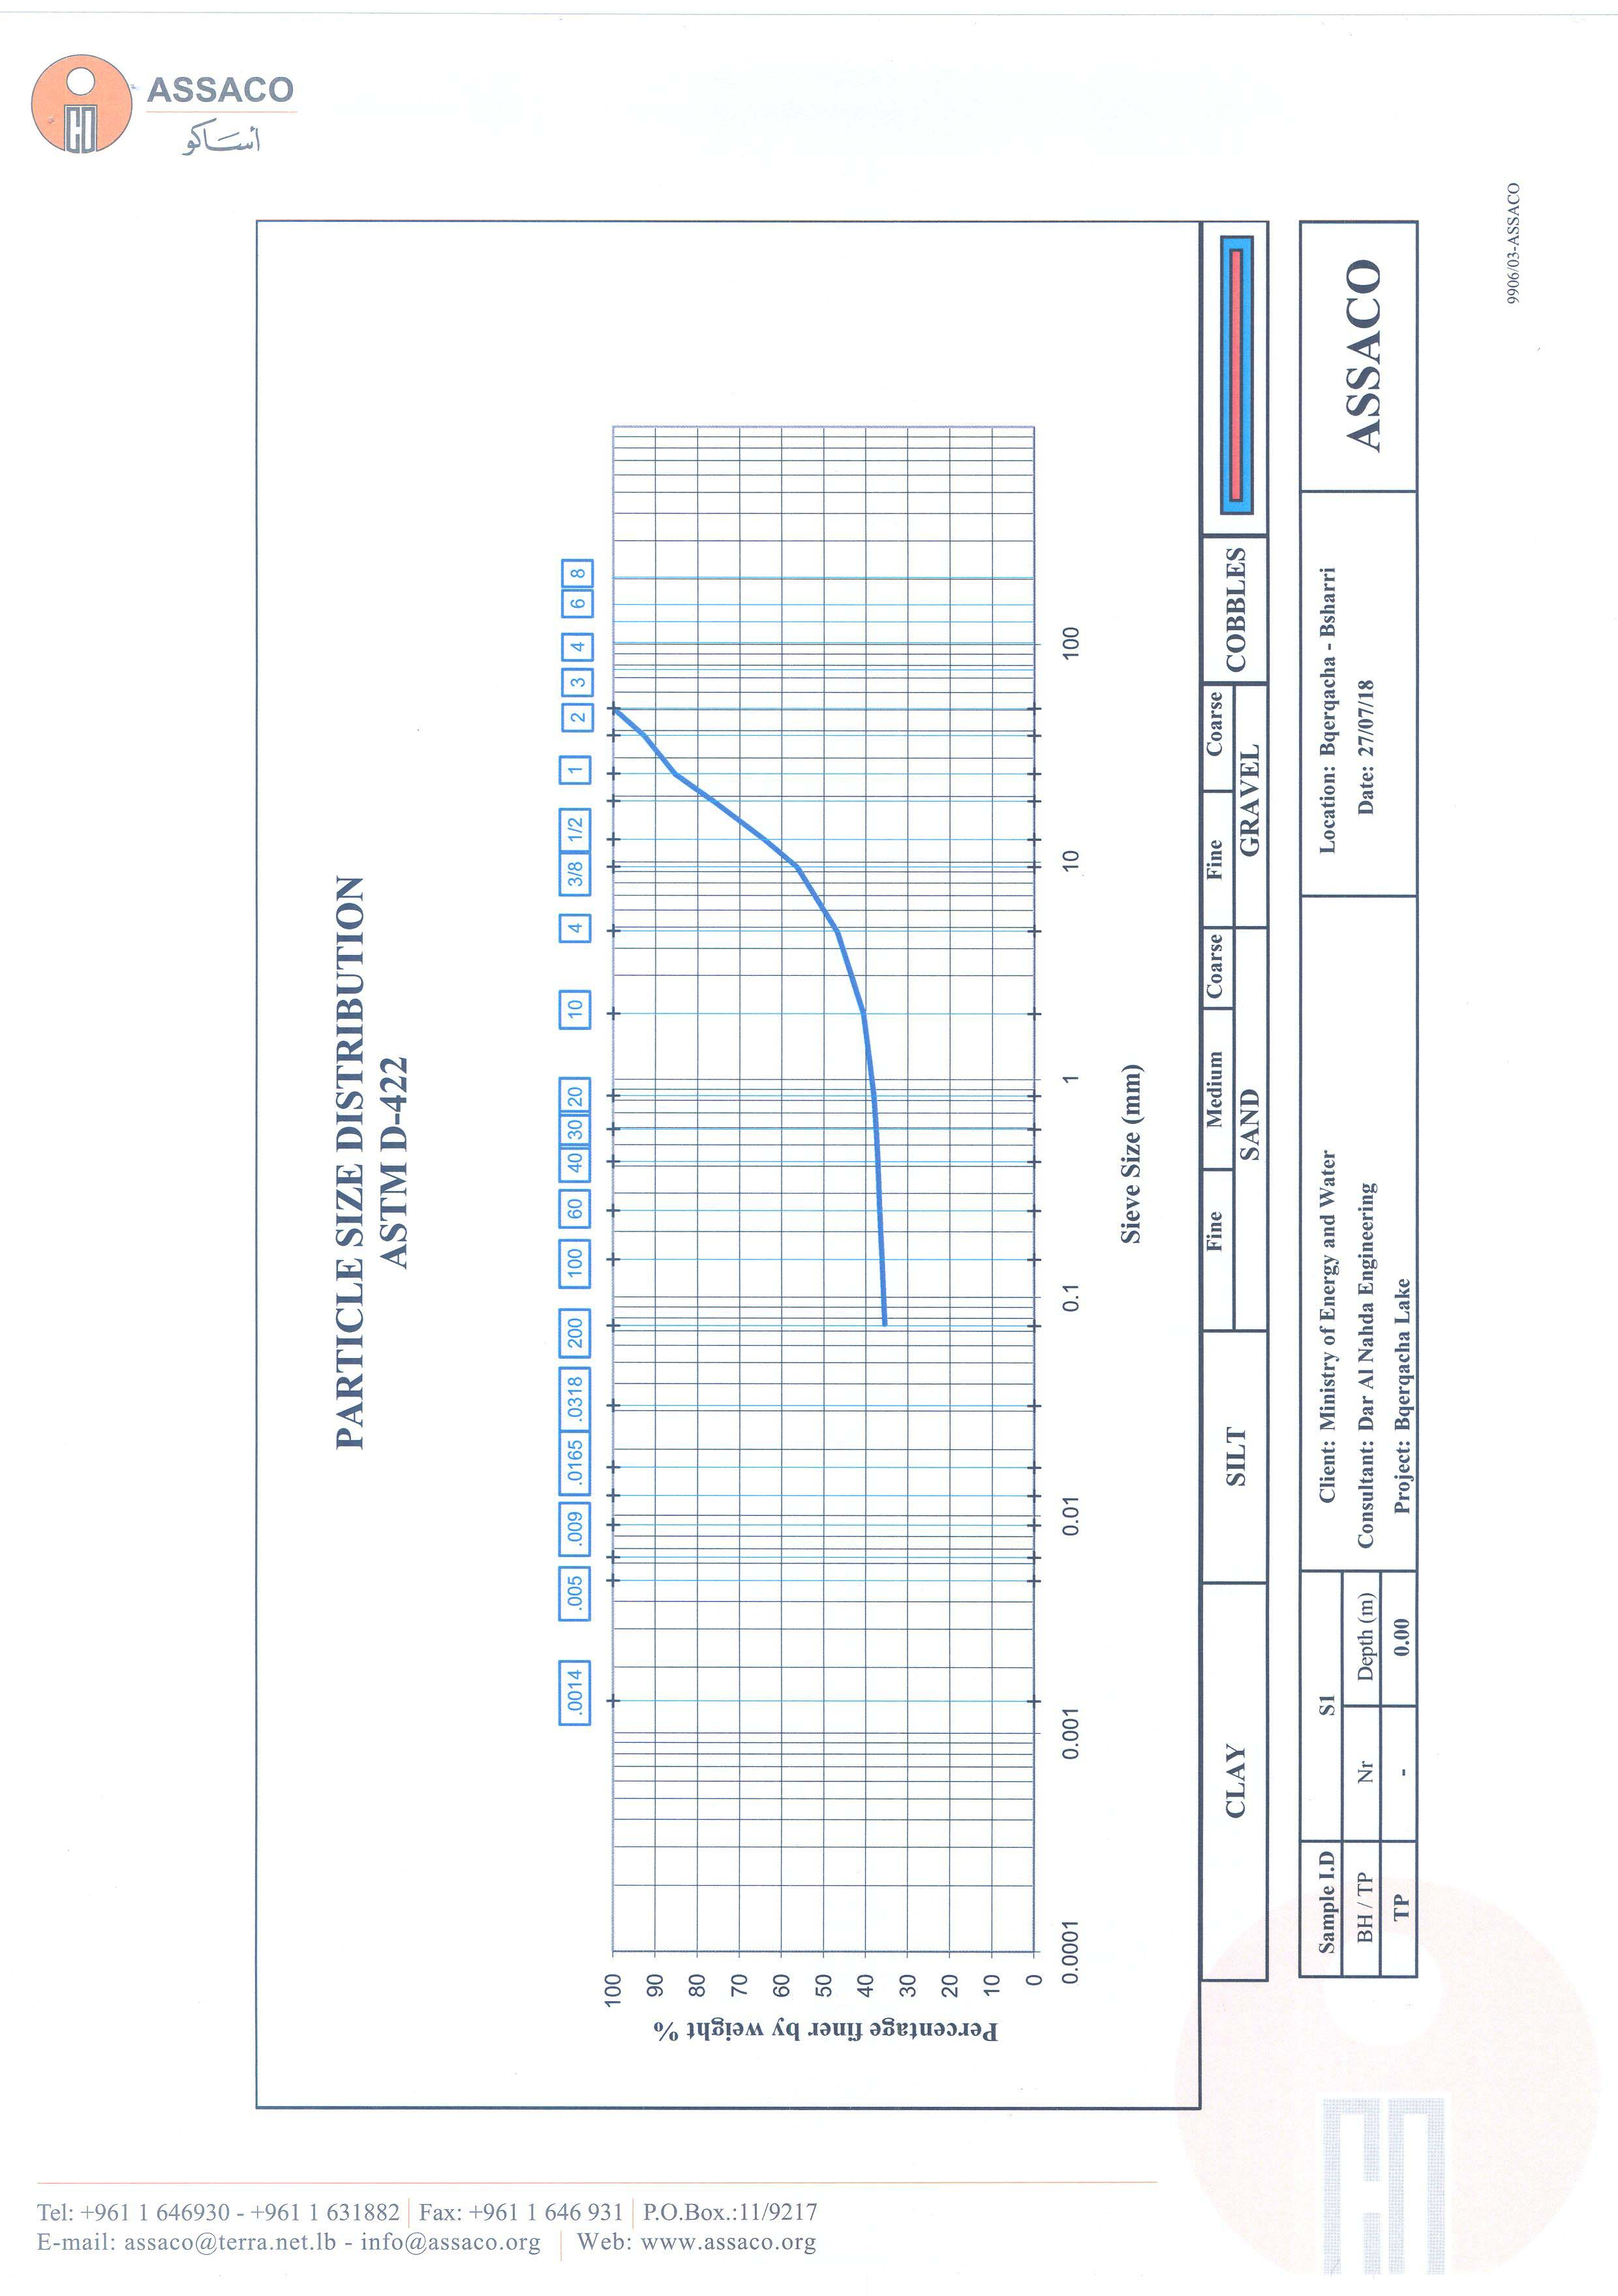 ASSACO
أساكو
PARTICLE SIZE DISTRIBUTION
ASTM D-422
.0014 .005 .009 .0165 .0318 200 100 60 40 30 20 10 4 3/8 1/2 1 2 3 4 6 8
Percentage finer by weight %
100
90
80
70
60
50
40
30
20
10
0
0.0001 0.001 0.01 0.1 1 10 100
Sieve Size (mm)
CLAY SILT Fine Medium Coarse Fine Coarse COBBLES
SAND GRAVEL
Sample I.D S1 Client: Ministry of Energy and Water Location: Bqerqacha - Bsharri ASSACO
BH / TP Nr Depth (m) Consultant: Dar Al Nahda Engineering Date: 27/07/18
TP - 0.00 Project: Bqerqacha Lake
9906/03-ASSACO
Tel: +961 1 646930 - +961 1 631882 | Fax: +961 1 646 931 | P.O.Box.:11/9217
E-mail: assaco@terra.net.lb - info@assaco.org | Web: www.assaco.org